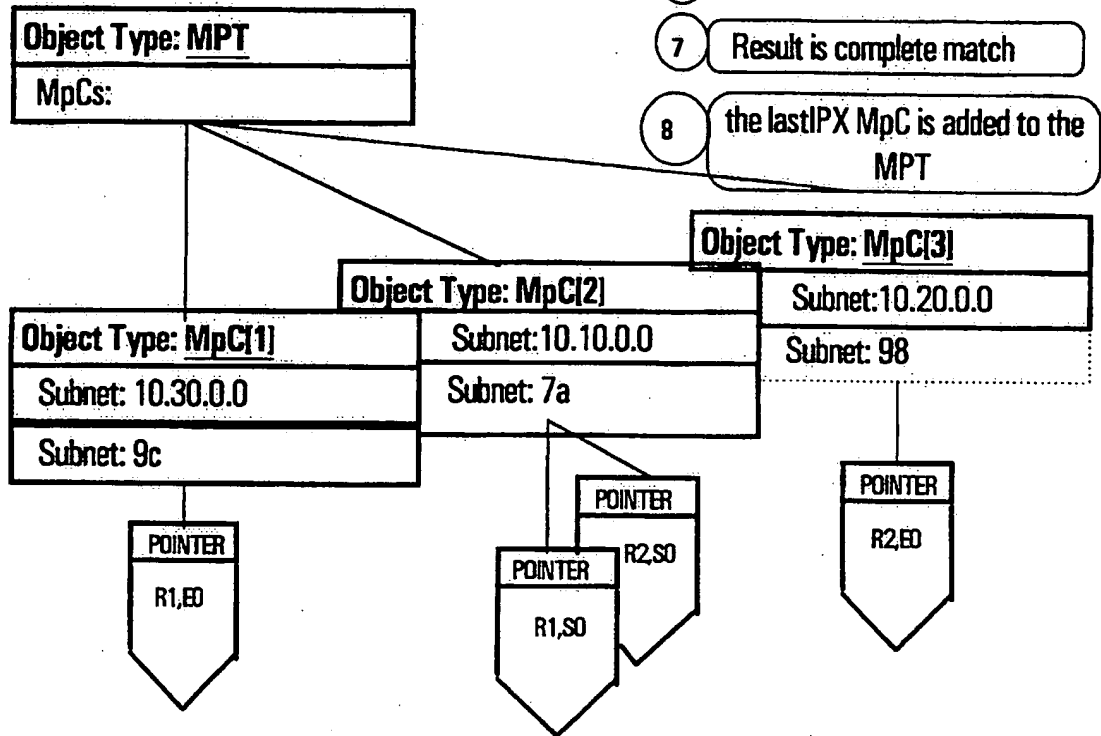 Object Type: MPT
MpCs:
7
Result is complete match
8
the lastIPX MpC is added to the
MPT
Object Type: MpC[3]
Subnet:10.20.0.0
Subnet: 98
Object Type: MpC[2]
Subnet:10.10.0.0
Subnet: 7a
Object Type: MpC[1]
Subnet: 10.30.0.0
Subnet: 9c
POINTER
R1,E0
POINTER
R1,S0
POINTER
R2,S0
POINTER
R2,E0